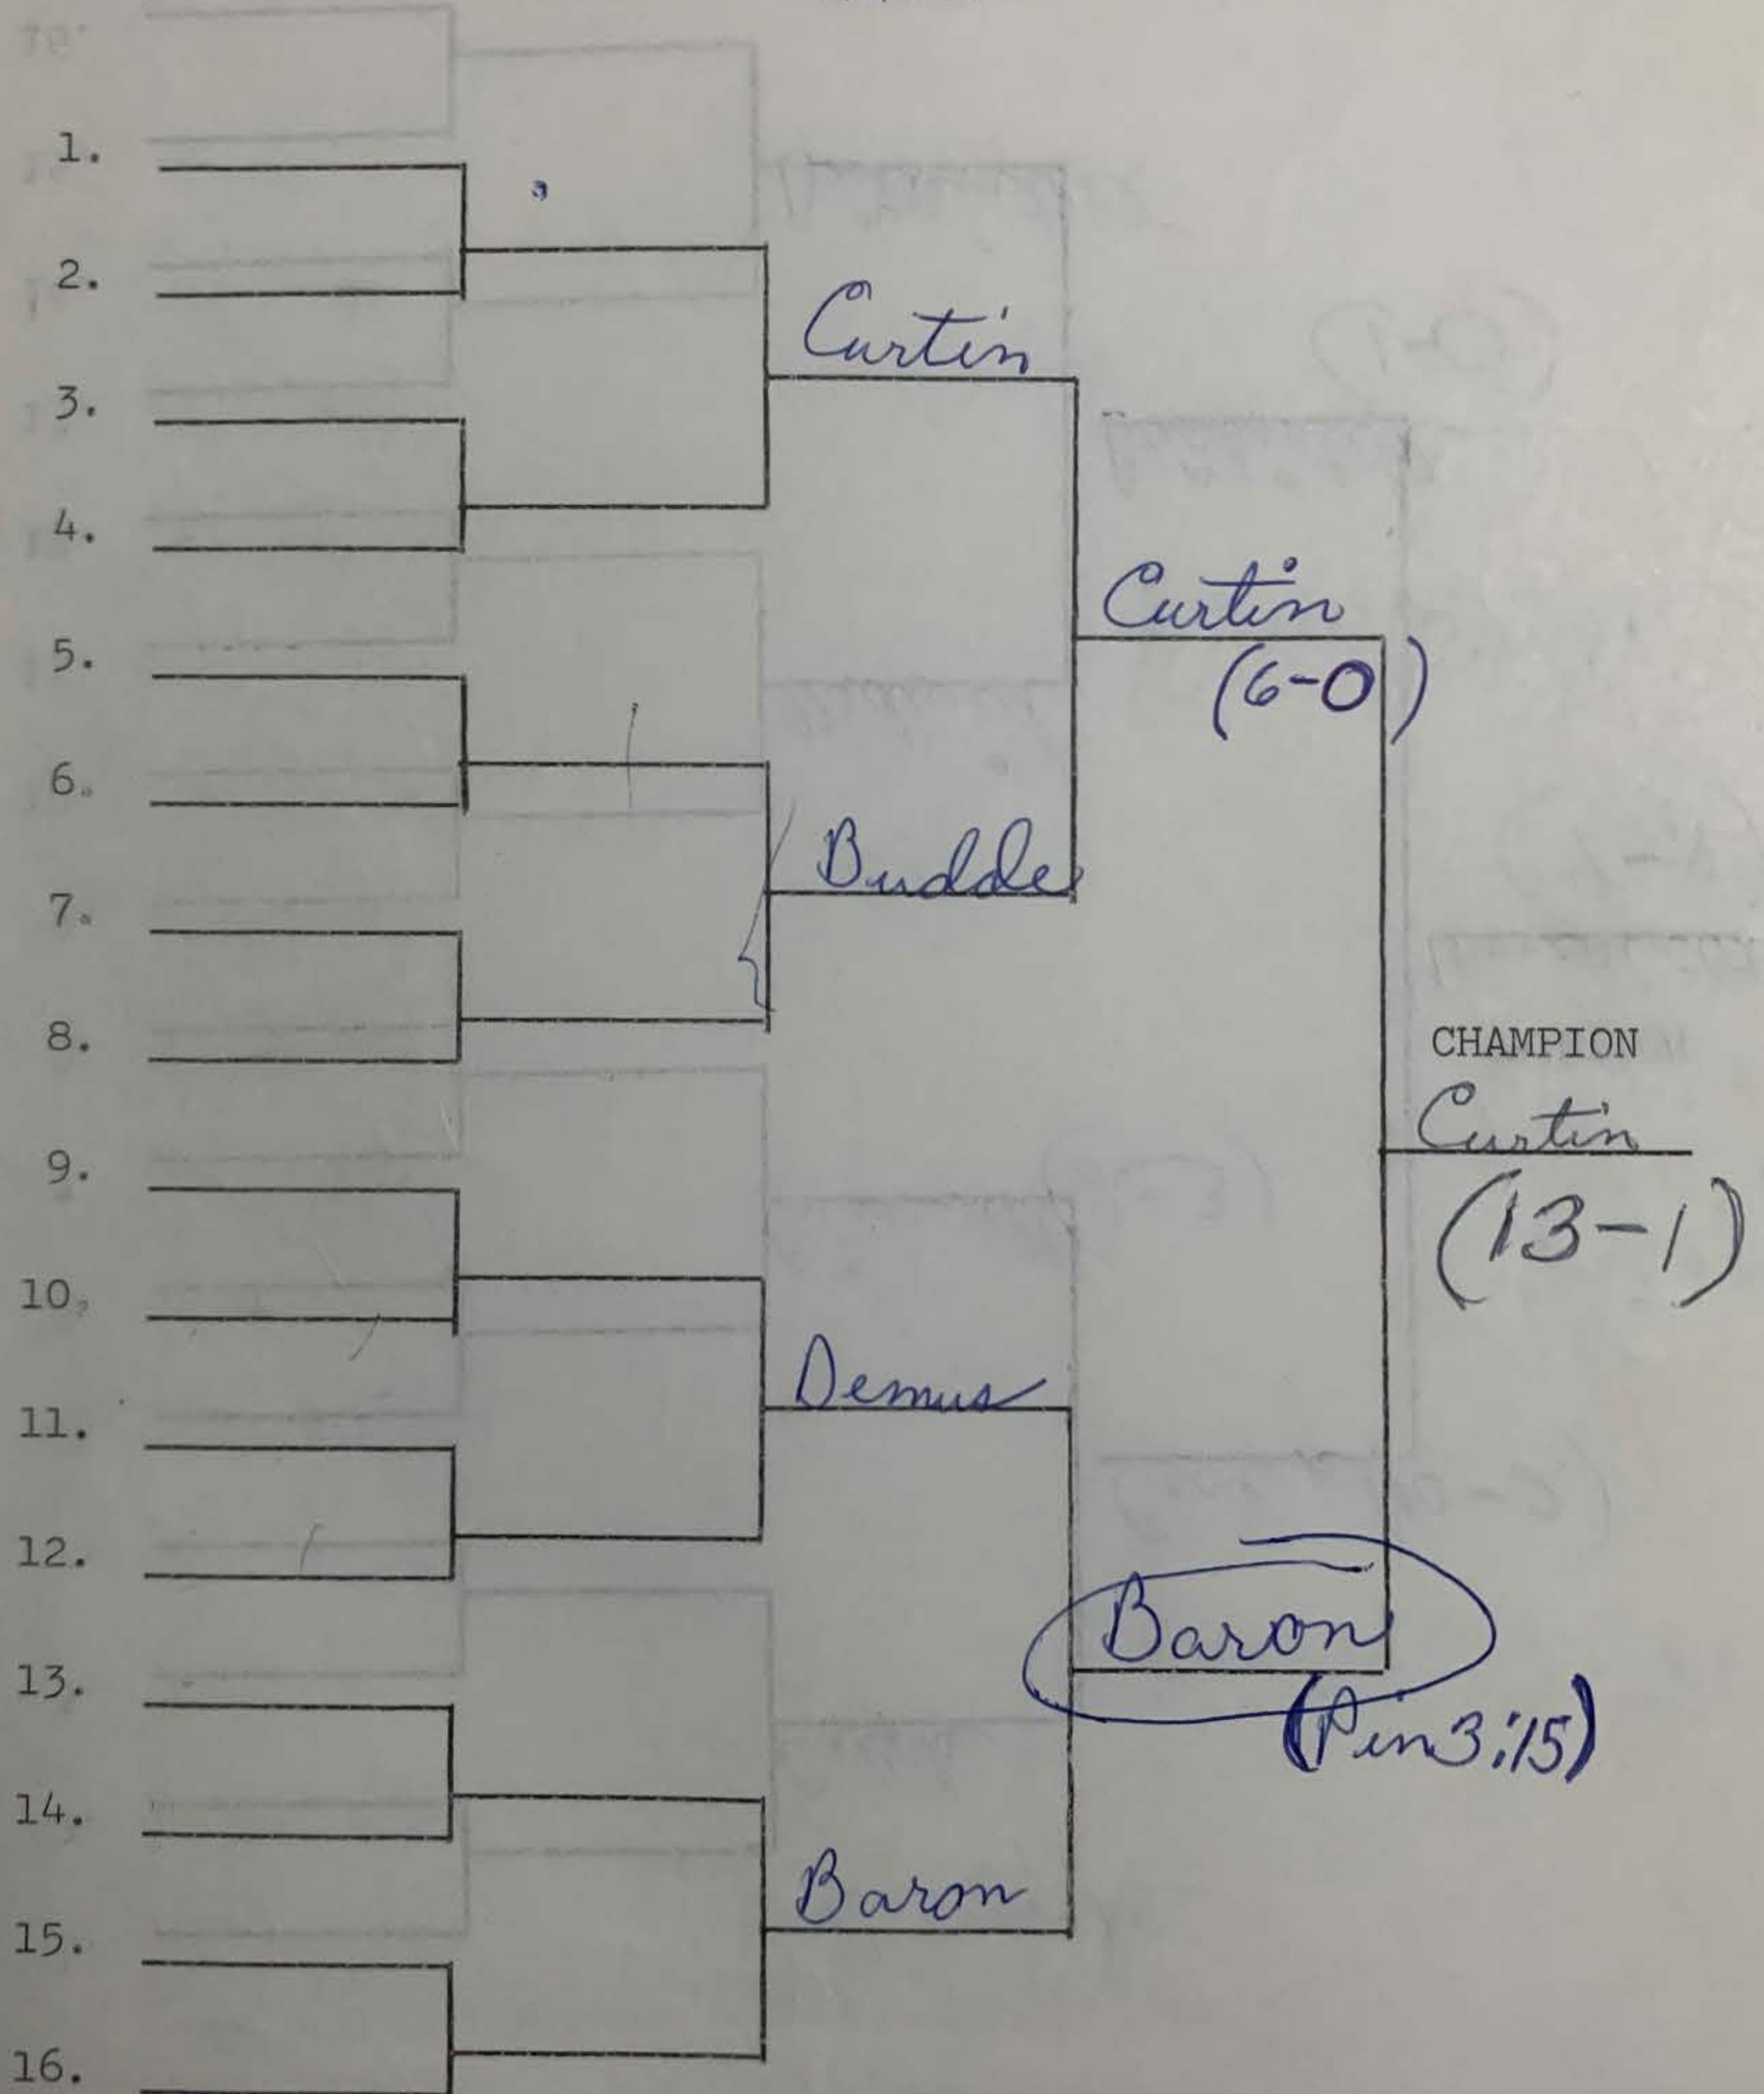 1.
2.
Curtin
3.
4.
Curtin
5.
(6-0)
6.
Budde
7.
8.
CHAMPION
Curtin
9.
(13-1)
10.
Demus
11.
12.
Baron
13.
(Pin 3:15)
14.
Baron
15.
16.